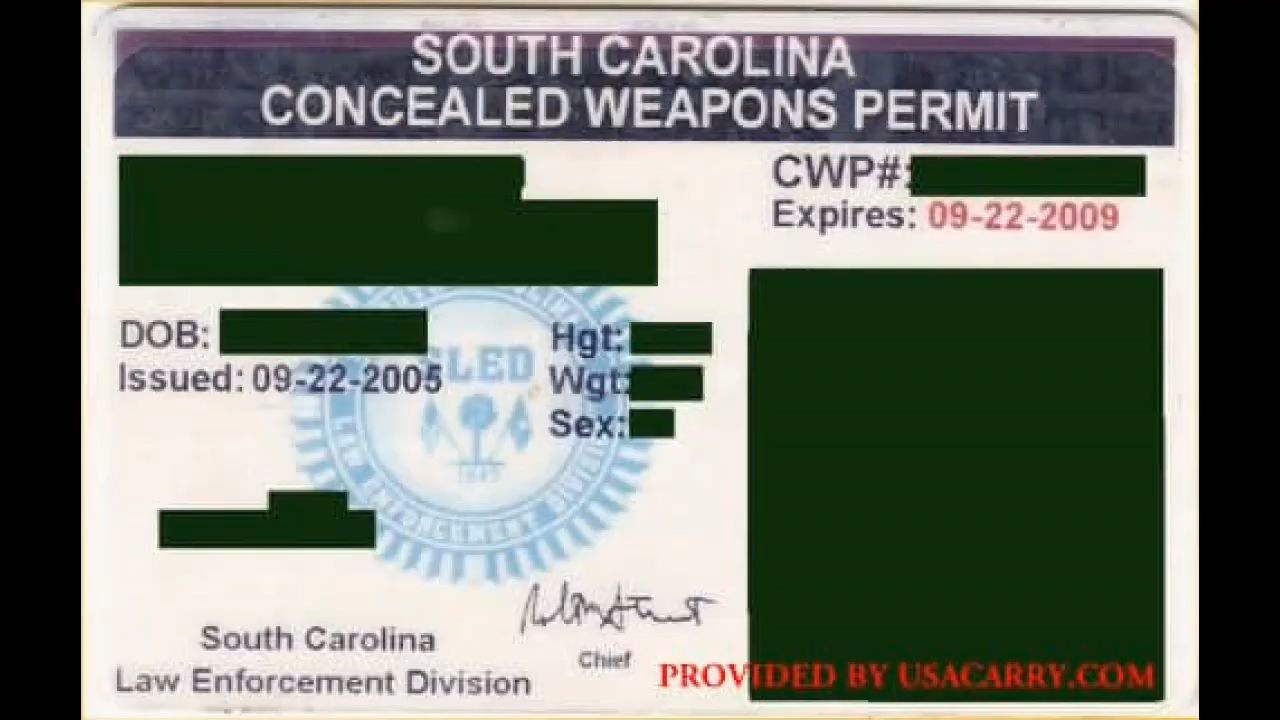 SOUTH CAROLINA
CONCEALED WEAPONS PERMIT
CWP#:
Expires: 09-22-2009
DOB:
Issued: 09-22-2005
Hgt:
Wgt:
Sex:
SLED
South Carolina
Law Enforcement Division
Chief
PROVIDED BY USACARRY.COM